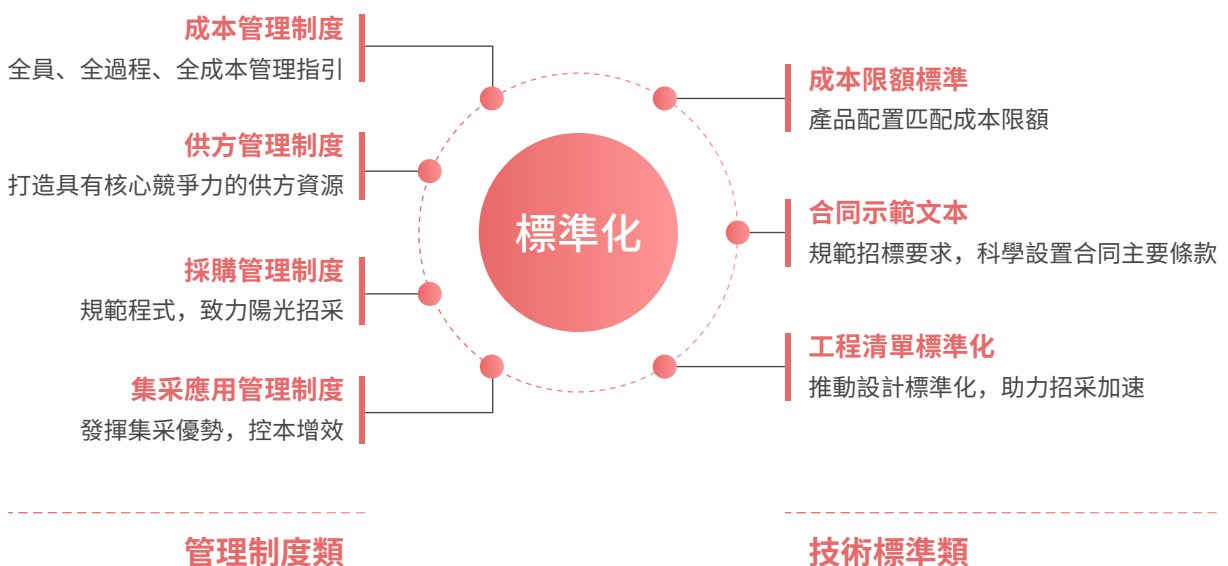 成本管理制度
全員、全過程、全成本管理指引
供方管理制度
打造具有核心競爭力的供方資源
採購管理制度
規範程式，致力陽光招采
集采應用管理制度
發揮集采優勢，控本增效
管理制度類
標準化
成本限額標準
產品配置匹配成本限額
合同示範文本
規範招標要求，科學設置合同主要條款
工程清單標準化
推動設計標準化，助力招采加速
技術標準類